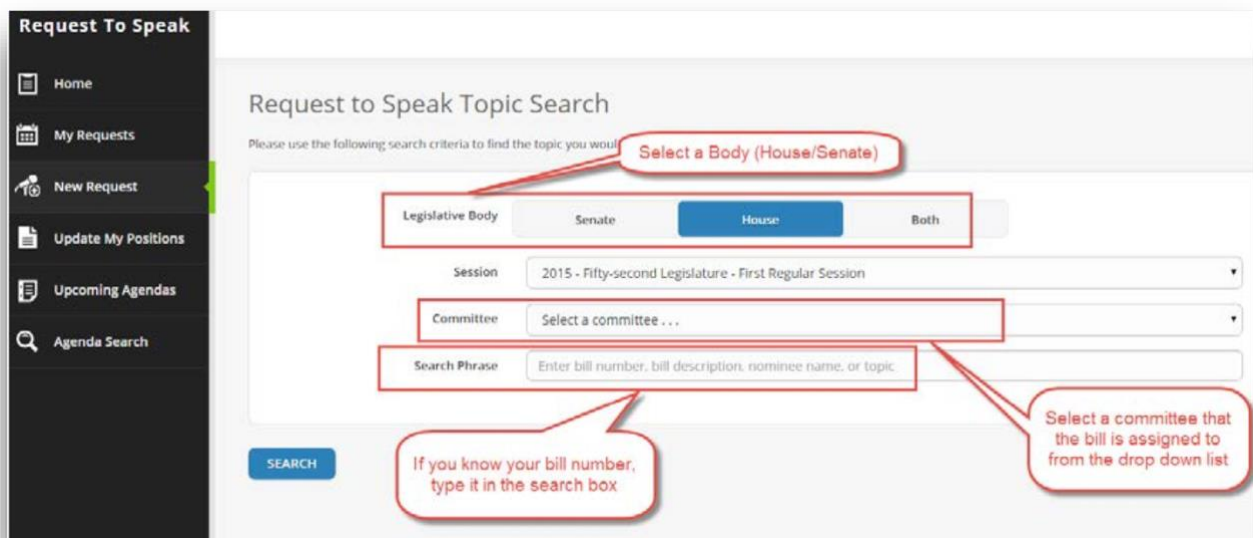 Request To Speak
Home
My Requests
New Request
Update My Positions
Upcoming Agendas
Agenda Search
Request to Speak Topic Search
Please use the following search criteria to find the topic you
Select a Body (House/Senate)
Legislative Body
Senate
House
Both
Session
2015 - Fifty-second Legislature - First Regular Session
Committee
Select a committee . . .
Search Phrase
Enter bill number, bill description, nominee name, or topic
SEARCH
If you know your bill number,
type it in the search box
Select a committee that
the bill is assigned to
from the drop down list